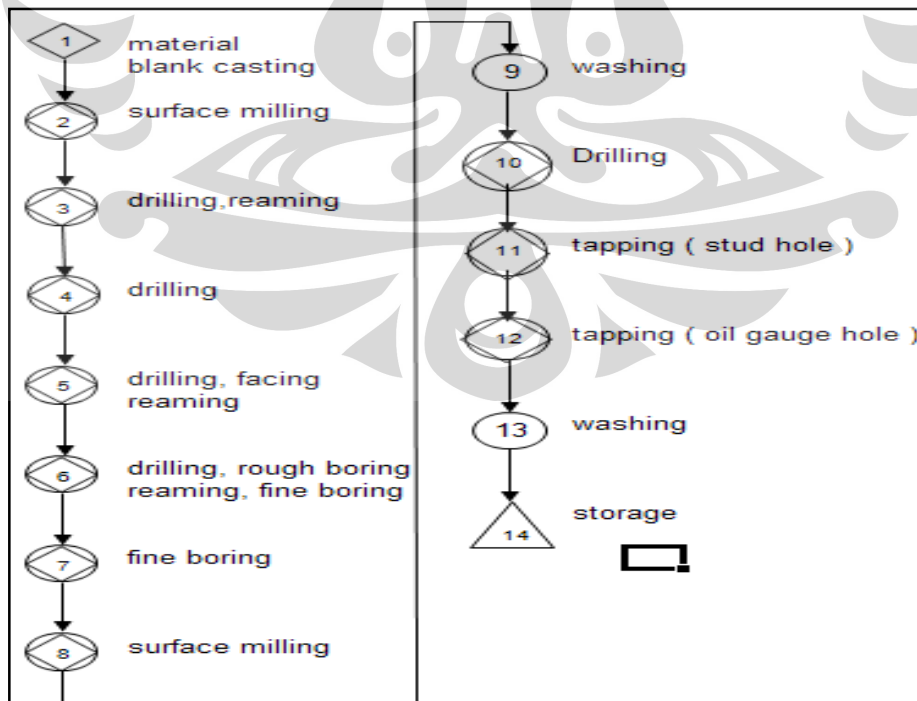 1
material
blank casting
2
surface milling
3
drilling,reaming
4
drilling
5
drilling, facing
reaming
6
drilling, rough boring
reaming, fine boring
7
fine boring
8
surface milling
9
washing
10
Drilling
11
tapping ( stud hole )
12
tapping ( oil gauge hole )
13
washing
14
storage